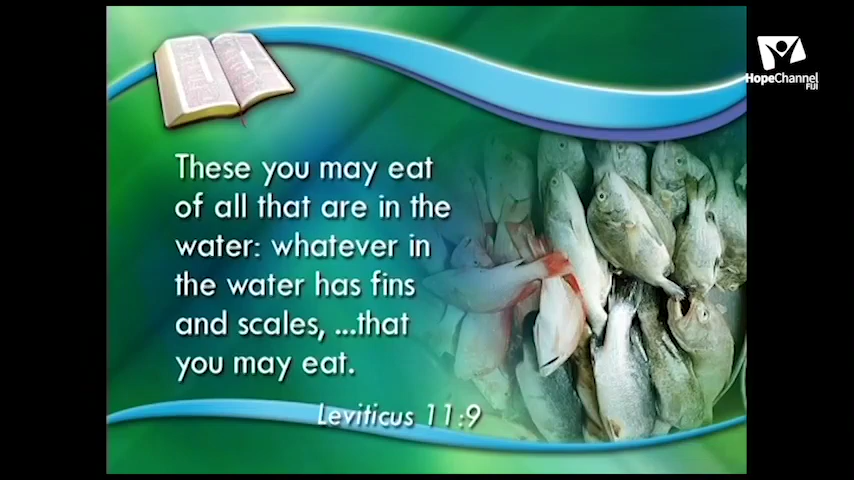 HopeChannel
FIJI
These you may eat
of all that are in the
water: whatever in
the water has fins
and scales, ...that
you may eat.
Leviticus 11:9